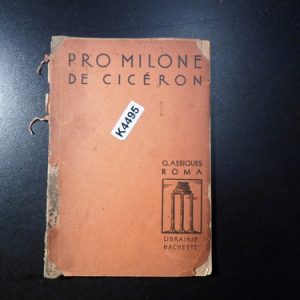 PRO MILONE
DE CICÉRON
K4495
CLASSIQUES
ROMA
LIBRAIRIE
HACHETTE